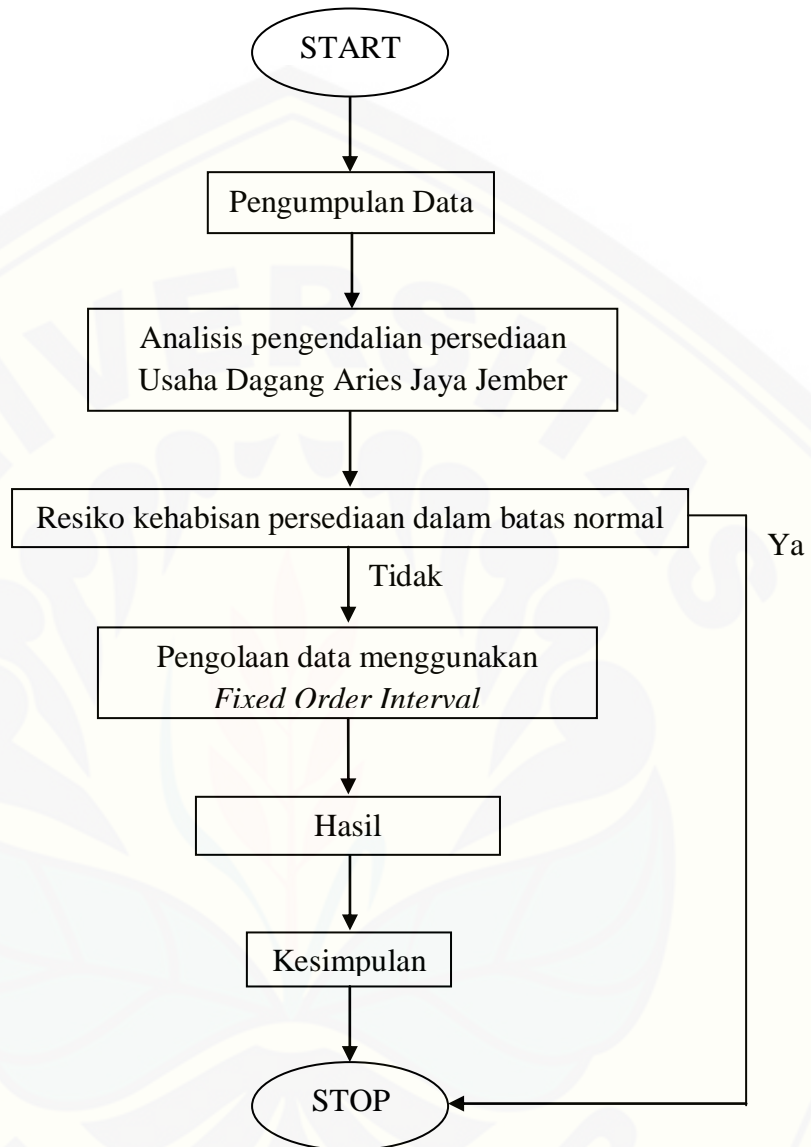 START
Pengumpulan Data
Analisis pengendalian persediaan
Usaha Dagang Aries Jaya Jember
Resiko kehabisan persediaan dalam batas normal
Ya
Tidak
Pengolaan data menggunakan
Fixed Order Interval
Hasil
Kesimpulan
STOP